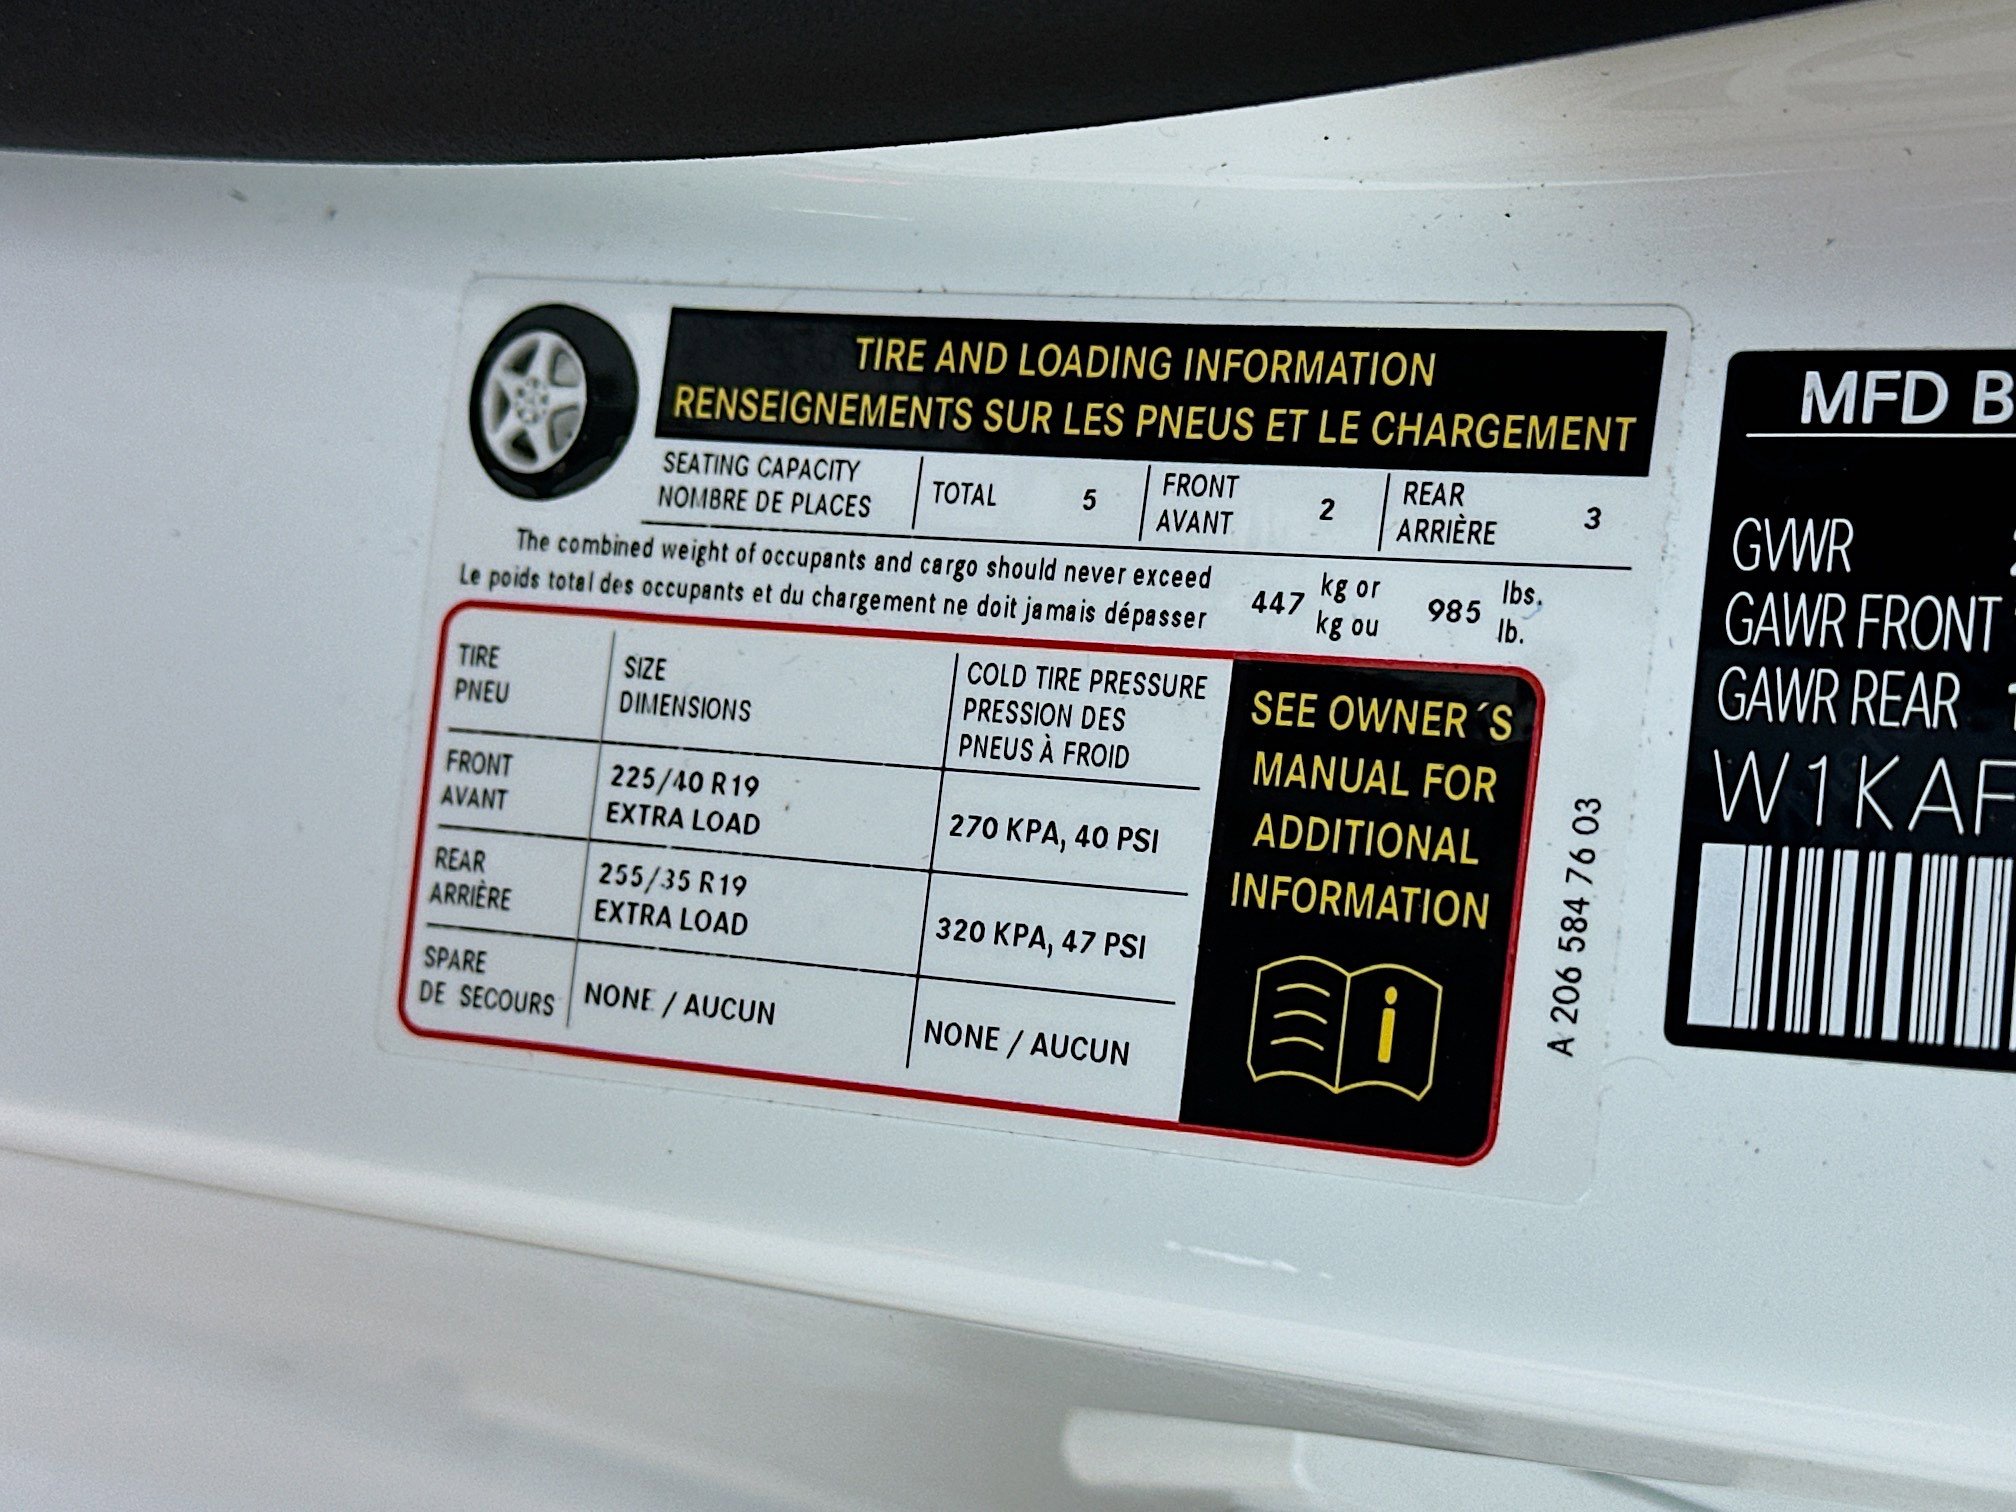 TIRE AND LOADING INFORMATION
RENSEIGNEMENTS SUR LES PNEUS ET LE CHARGEMENT
SEATING CAPACITY
NOMBRE DE PLACES
TOTAL 5
FRONT
AVANT
2
REAR
ARRIÈRE
3
The combined weight of occupants and cargo should never exceed
Le poids total des occupants et du chargement ne doit jamais dépasser
447
kg or
kg ou
985
lbs.
lb.
TIRE
PNEU
SIZE
DIMENSIONS
COLD TIRE PRESSURE
PRESSION DES
PNEUS À FROID
FRONT
AVANT
225/40 R19
EXTRA LOAD
270 KPA, 40 PSI
REAR
ARRIÈRE
255/35 R19
EXTRA LOAD
320 KPA, 47 PSI
SPARE
DE SECOURS
NONE / AUCUN
NONE / AUCUN
SEE OWNER´S
MANUAL FOR
ADDITIONAL
INFORMATION
i
A 206 584 76 03
MFD B
GVWR
GAWR FRONT
GAWR REAR
W1KAF